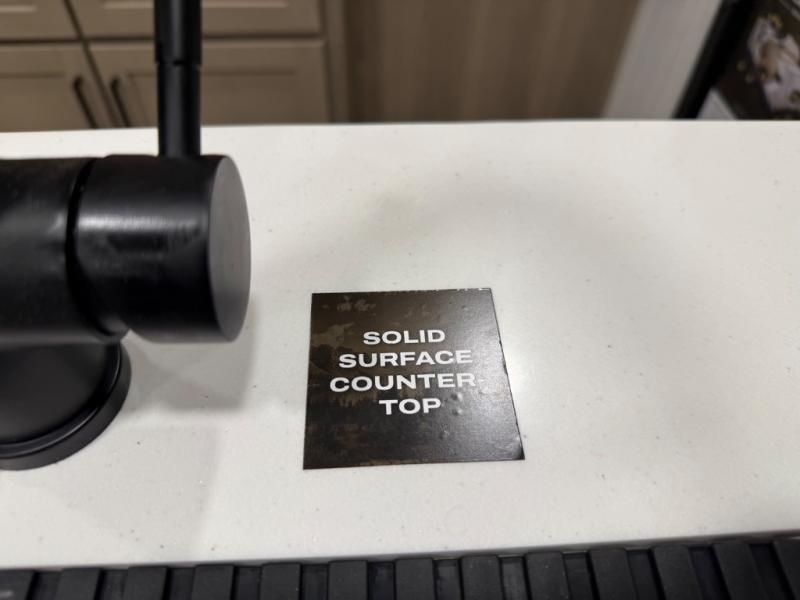 SOLID
SURFACE
COUNTER-
TOP